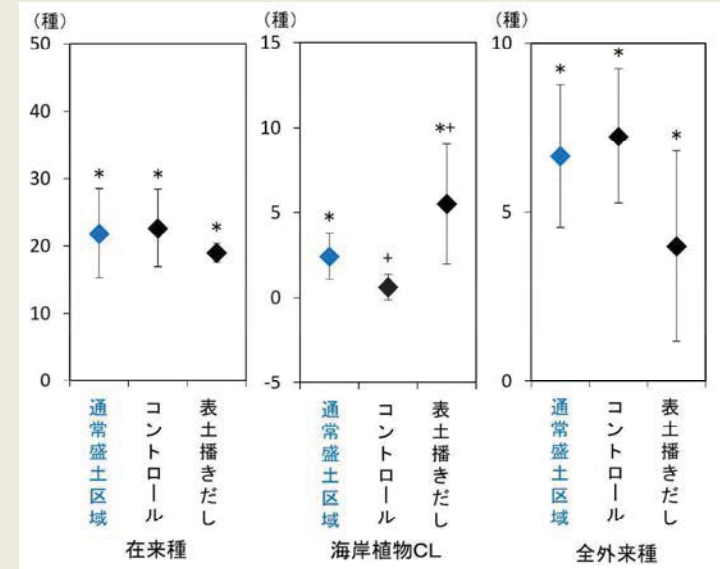 (種)
50
40
30
20
10
0
*
*
*
通常盛土区域
コントロール
表土播きだし
在来種
(種)
15
10
5
0
-5
*
+
*+
通常盛土区域
コントロール
表土播きだし
海岸植物CL
(種)
10
5
0
*
*
*
通常盛土区域
コントロール
表土播きだし
全外来種